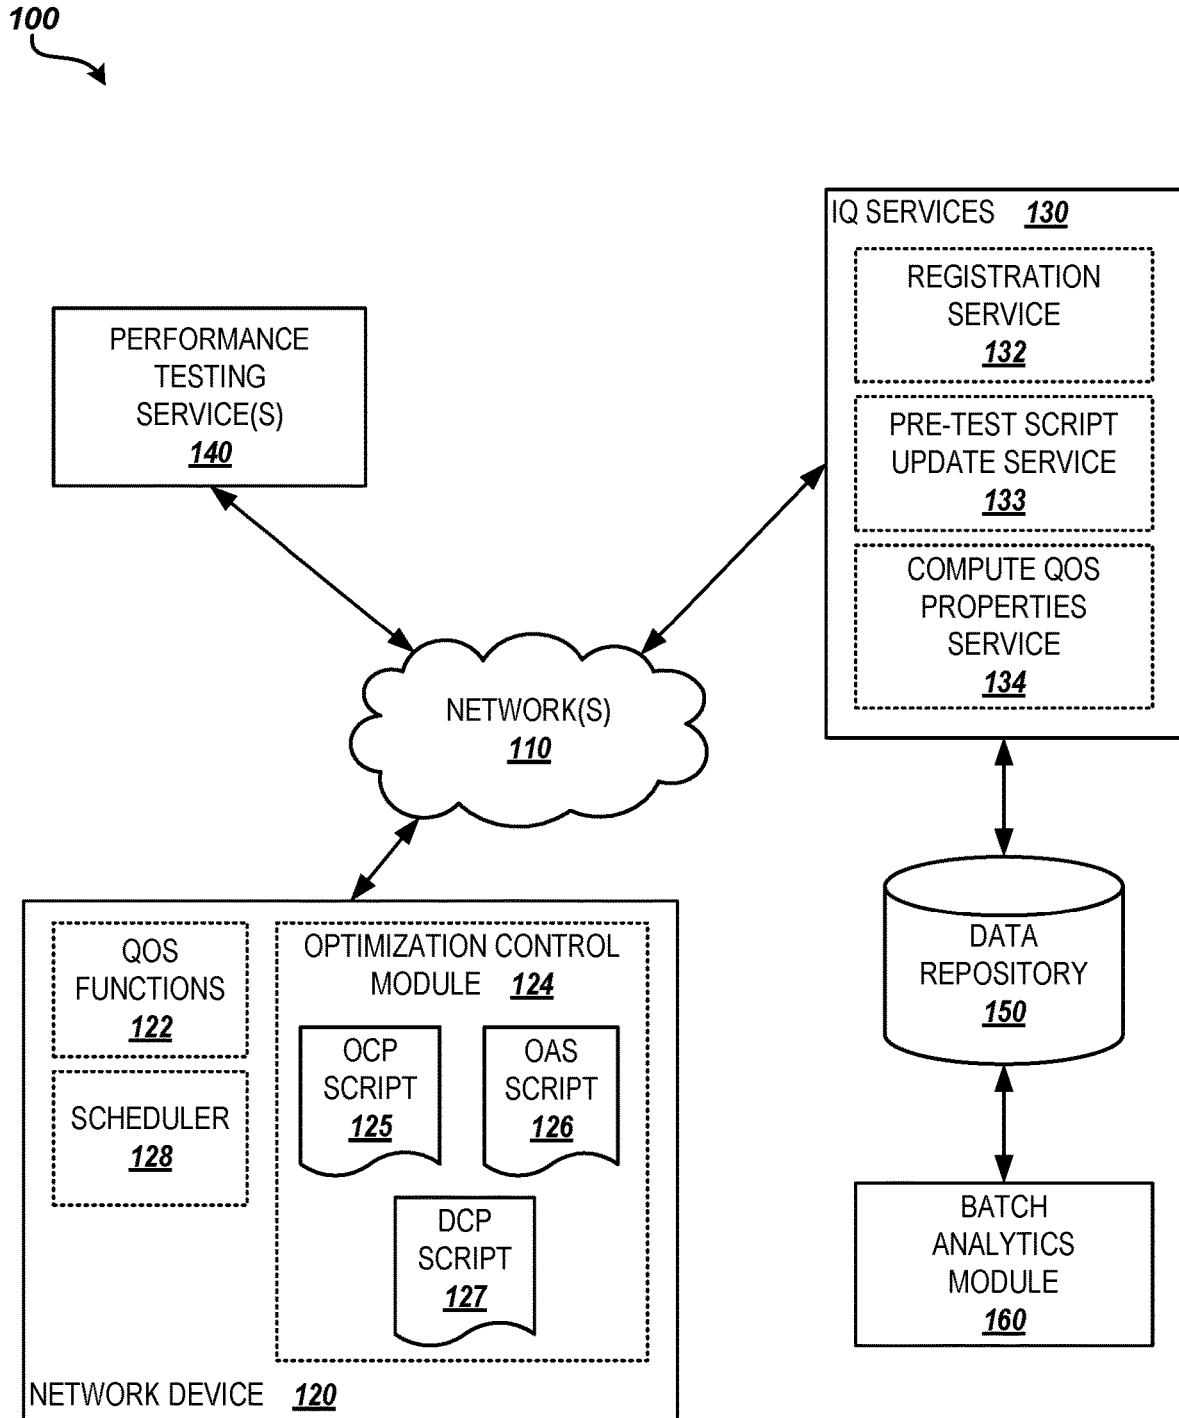 100
IQ SERVICES 130
REGISTRATION
SERVICE
132
PRE-TEST SCRIPT
UPDATE SERVICE
133
COMPUTE QOS
PROPERTIES
SERVICE
134
PERFORMANCE
TESTING
SERVICE(S)
140
NETWORK(S)
110
QOS
FUNCTIONS
122
SCHEDULER
128
OPTIMIZATION CONTROL
MODULE 124
OCP
SCRIPT
125
OAS
SCRIPT
126
DCP
SCRIPT
127
NETWORK DEVICE 120
DATA
REPOSITORY
150
BATCH
ANALYTICS
MODULE
160